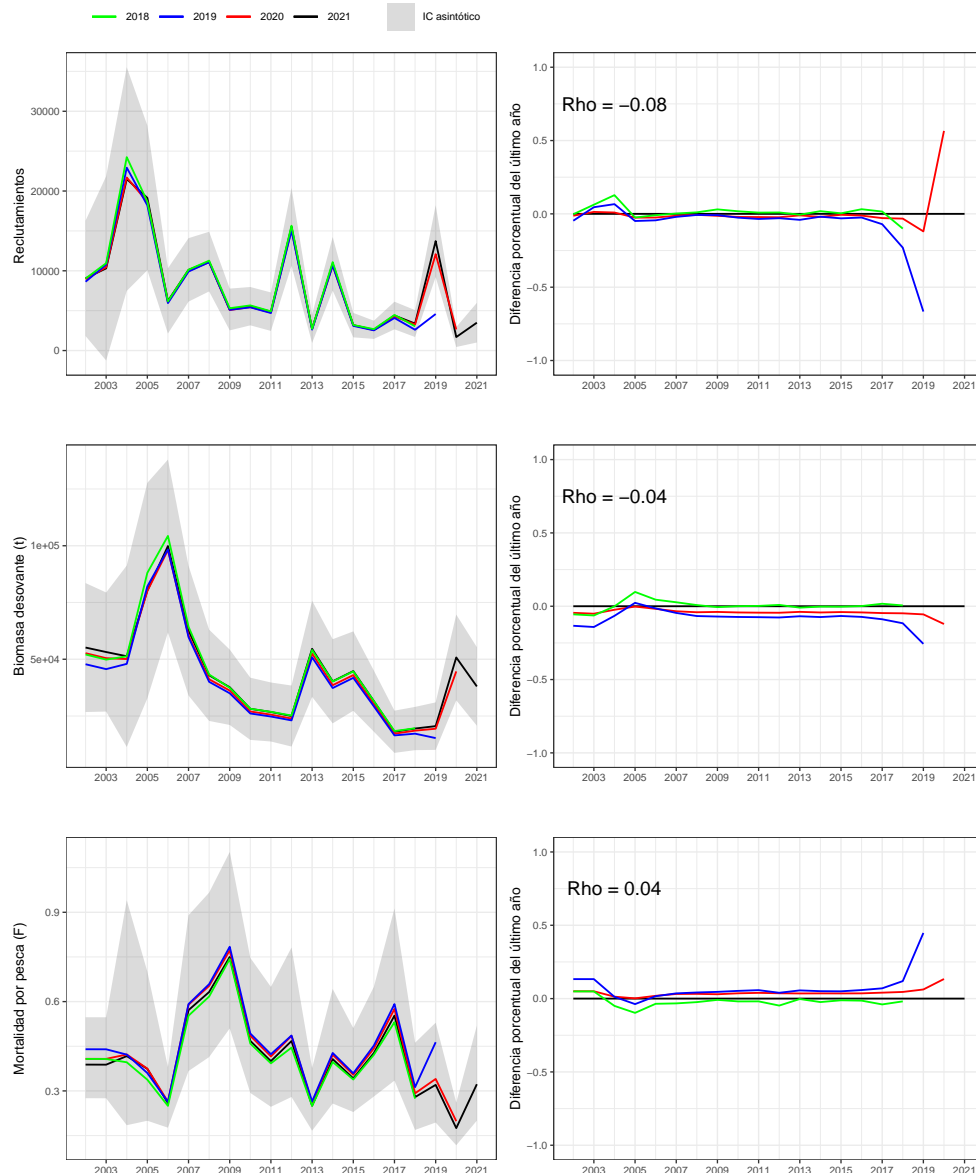 2018 2019 2020 2021 IC asintótico
Reclutamientos
30000
20000
10000
0
2003 2005 2007 2009 2011 2013 2015 2017 2019 2021
Diferencia porcentual del último año
Rho = −0.08
1.0
0.5
0.0
−0.5
−1.0
2003 2005 2007 2009 2011 2013 2015 2017 2019 2021
Biomasa desovante (t)
1e+05
5e+04
2003 2005 2007 2009 2011 2013 2015 2017 2019 2021
Diferencia porcentual del último año
Rho = −0.04
1.0
0.5
0.0
−0.5
−1.0
2003 2005 2007 2009 2011 2013 2015 2017 2019 2021
Mortalidad por pesca (F)
0.9
0.6
0.3
2003 2005 2007 2009 2011 2013 2015 2017 2019 2021
Diferencia porcentual del último año
Rho = 0.04
1.0
0.5
0.0
−0.5
−1.0
2003 2005 2007 2009 2011 2013 2015 2017 2019 2021